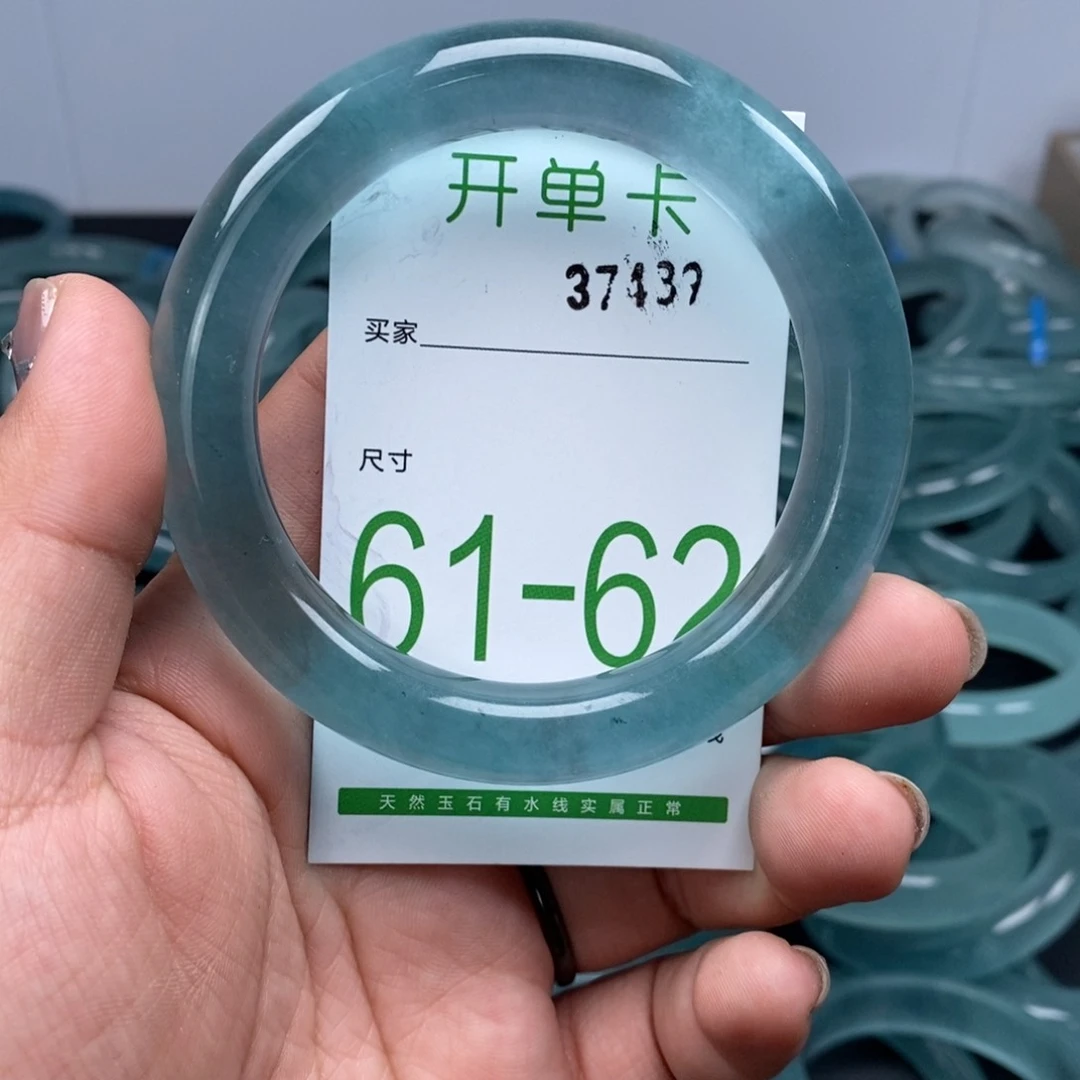 开单卡
37439
买家
尺寸
61-62
天然玉石有水线实属正常